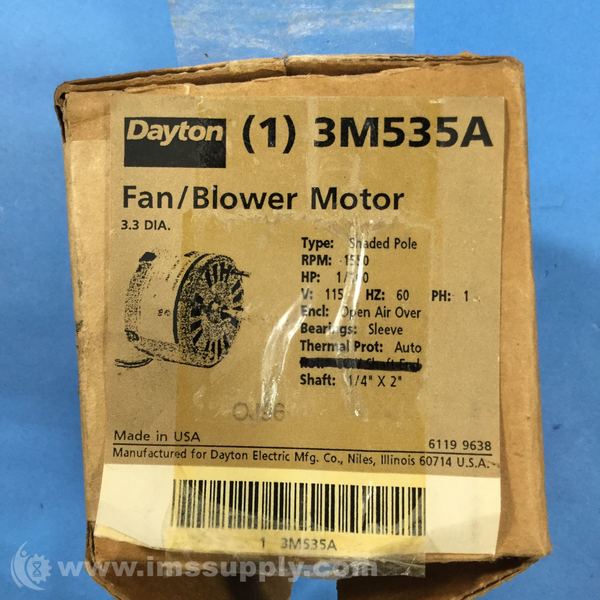 Dayton (1) 3M535A
Fan/Blower Motor
3.3 DIA.
Type: Shaded Pole
RPM: 1550
HP:
V: 115 HZ: 60 PH: 1
Encl: Open Air Over
Bearings: Sleeve
Thermal Prot: Auto
Shaft: 1/4" X 2"
Made in USA
6119 9638
Manufactured for Dayton Electric Mfg. Co., Niles, Illinois 60714 U.S.A.
1 3M535A
www.imssupply.com